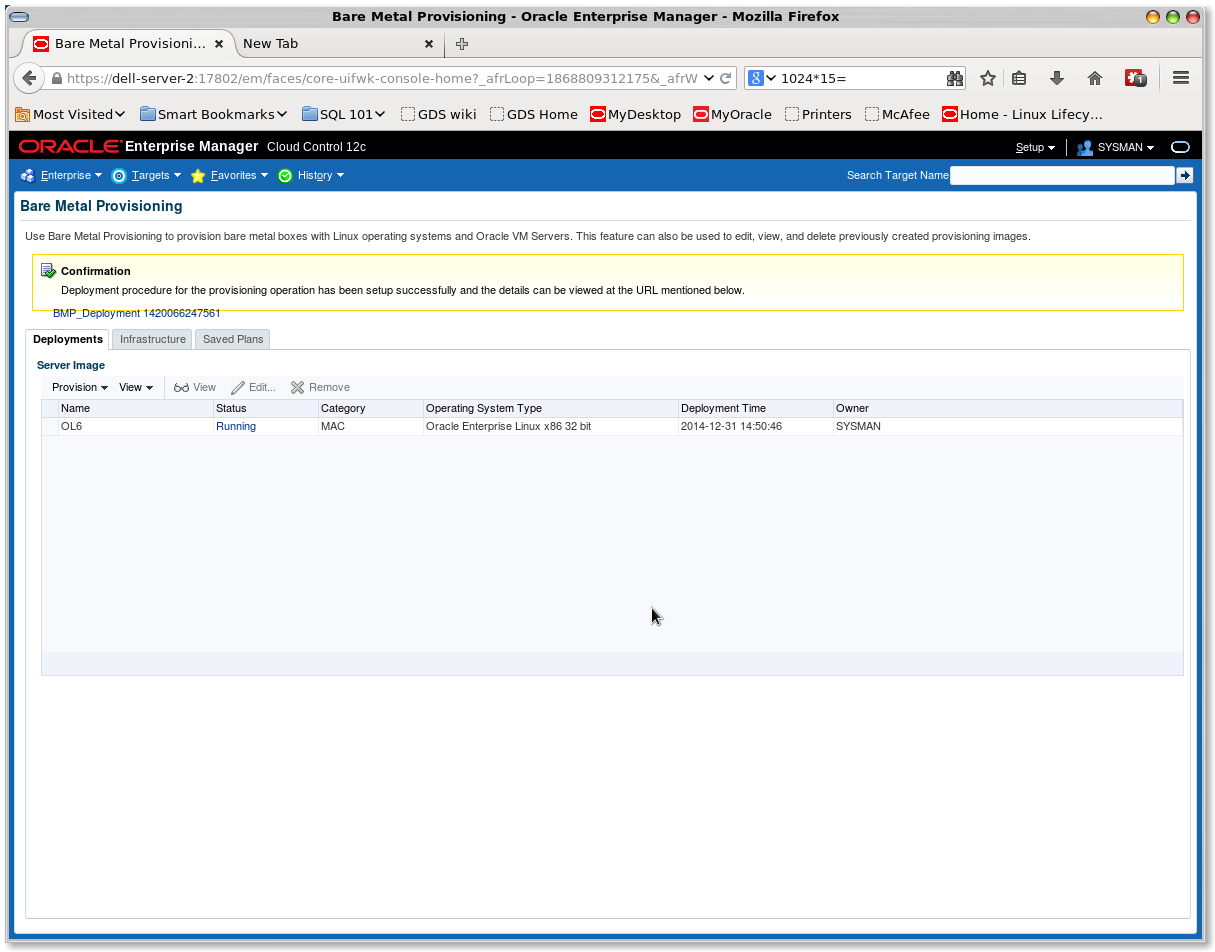 Bare Metal Provisioning - Oracle Enterprise Manager - Mozilla Firefox
Bare Metal Provisioni... New Tab
https://dell-server-2:17802/em/faces/core-uifwk-console-home?_afrLoop=1868809312175&_afrW 8 1024*15= 1
Most Visited Smart Bookmarks SQL 101 GDS wiki GDS Home MyDesktop MyOracle Printers McAfee Home - Linux Lifecy...
ORACLE Enterprise Manager Cloud Control 12c Setup SYSMAN
Enterprise Targets Favorites History Search Target Name
Bare Metal Provisioning
Use Bare Metal Provisioning to provision bare metal boxes with Linux operating systems and Oracle VM Servers. This feature can also be used to edit, view, and delete previously created provisioning images.
Confirmation
Deployment procedure for the provisioning operation has been setup successfully and the details can be viewed at the URL mentioned below.
BMP_Deployment 1420066247561
Deployments Infrastructure Saved Plans
Server Image
Provision View View Edit... Remove
Name Status Category Operating System Type Deployment Time Owner
OL6 Running MAC Oracle Enterprise Linux x86 32 bit 2014-12-31 14:50:46 SYSMAN